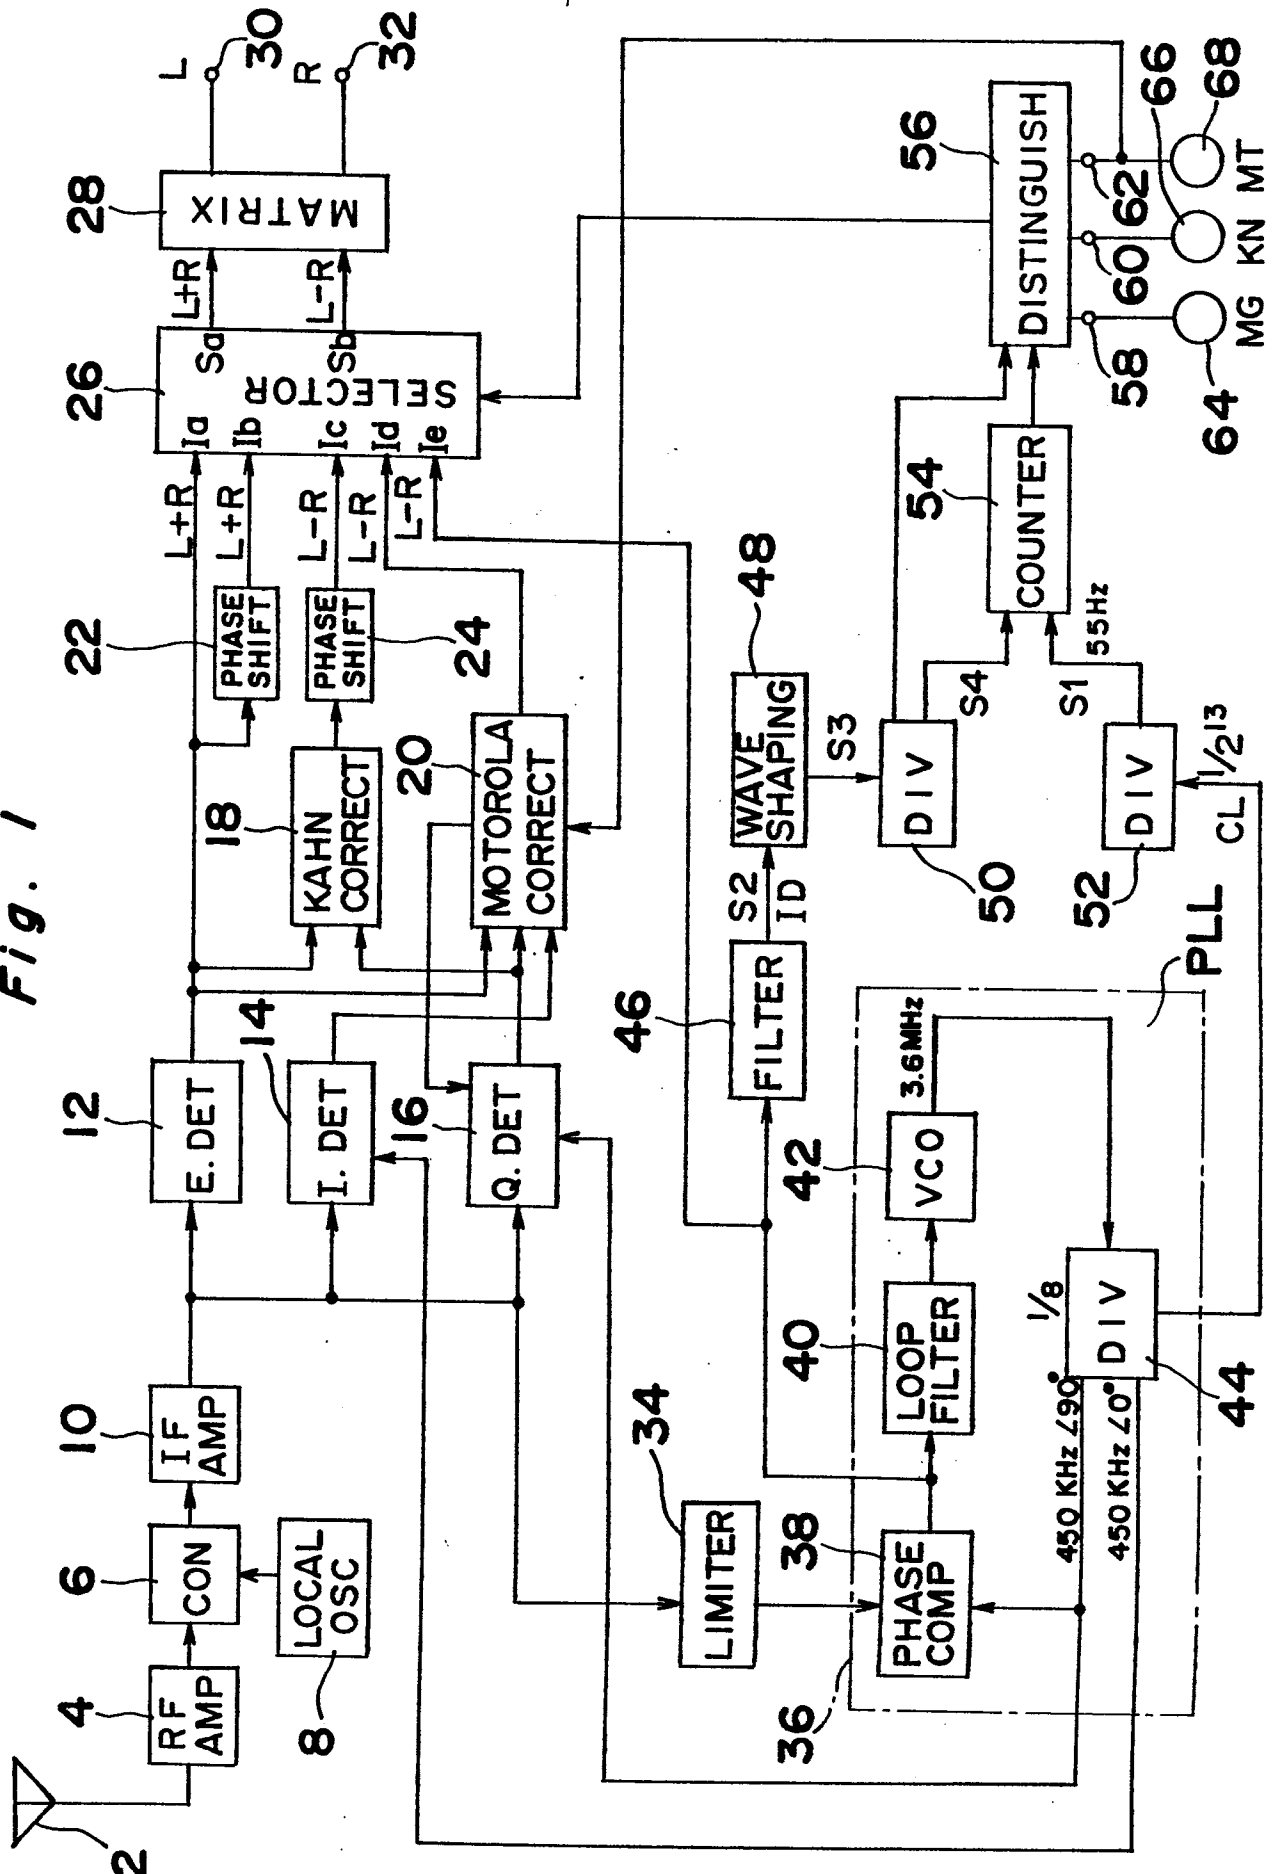 Fig. 1
2
4
RF
AMP
6
CON
LOCAL
OSC
8
10
IF
AMP
12
E. DET
14
I. DET
16
Q. DET
18
KAHN
CORRECT
20
MOTOROLA
CORRECT
22
PHASE
SHIFT
PHASE
SHIFT
24
L+R
L+R
L-R
L-R
L-R
26
Ia
Ib
Ic
Id
Ie
Sa
Sb
SELECTOR
L+R
L-R
28
MATRIX
L
30
R
32
34
LIMITER
36
38
PHASE
COMP
40
LOOP
FILTER
42
VCO
3.6MHz
1/8
DIV
44
450 KHz ∠90°
450 KHz ∠0°
PLL
46
FILTER
S2
ID
48
WAVE
SHAPING
S3
DIV
50
S4
52
DIV
CL
1/2¹³
S1
55Hz
54
COUNTER
56
DISTINGUISH
58
60
62
64
66
68
MG
KN
MT